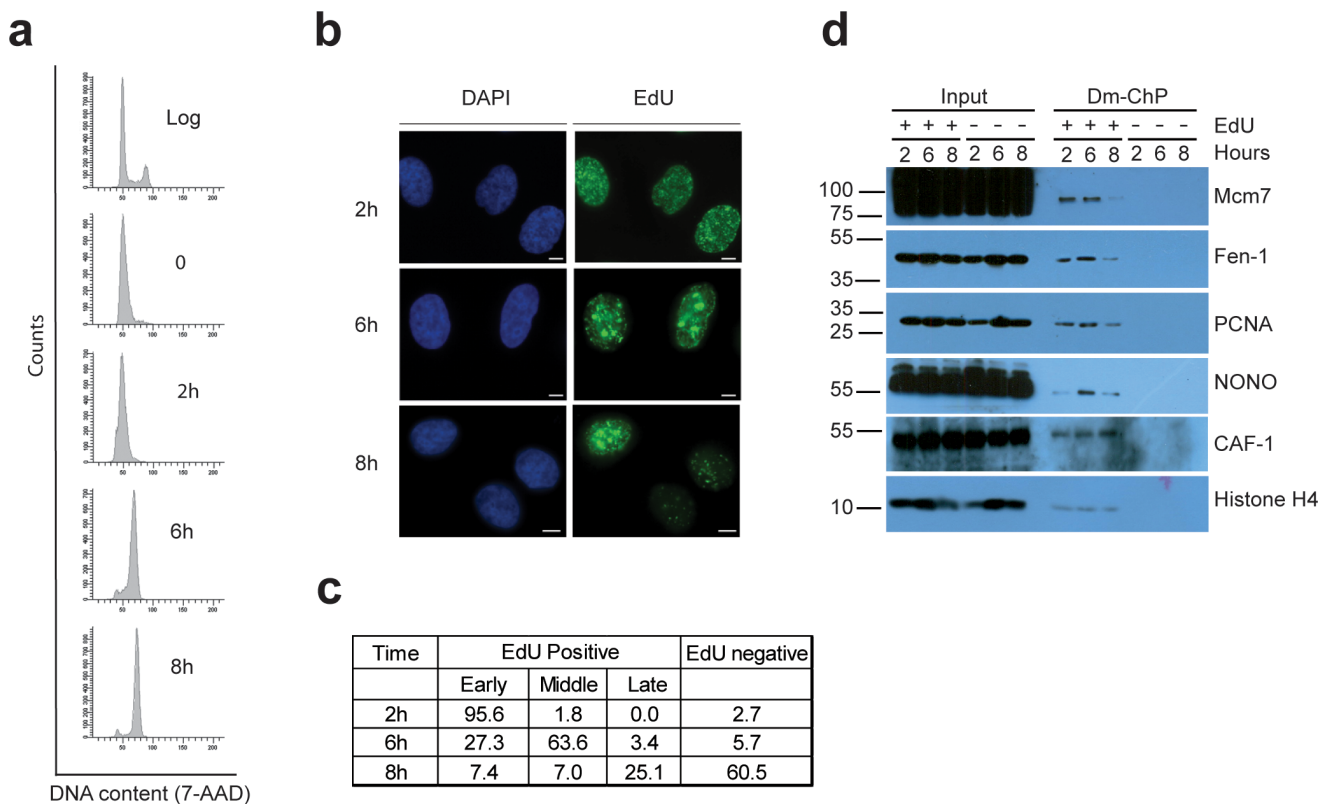 a
Counts
Log
0
2h
6h
8h
50 100 150 200
DNA content (7-AAD)
b
DAPI EdU
2h
6h
8h
c
Time EdU Positive EdU negative
Early Middle Late
2h 95.6 1.8 0.0 2.7
6h 27.3 63.6 3.4 5.7
8h 7.4 7.0 25.1 60.5
d
Input Dm-ChP
+ + + - - - + + + - - - EdU
2 6 8 2 6 8 2 6 8 2 6 8 Hours
100
75
Mcm7
55
35
Fen-1
35
25
PCNA
55
NONO
55
CAF-1
10
Histone H4